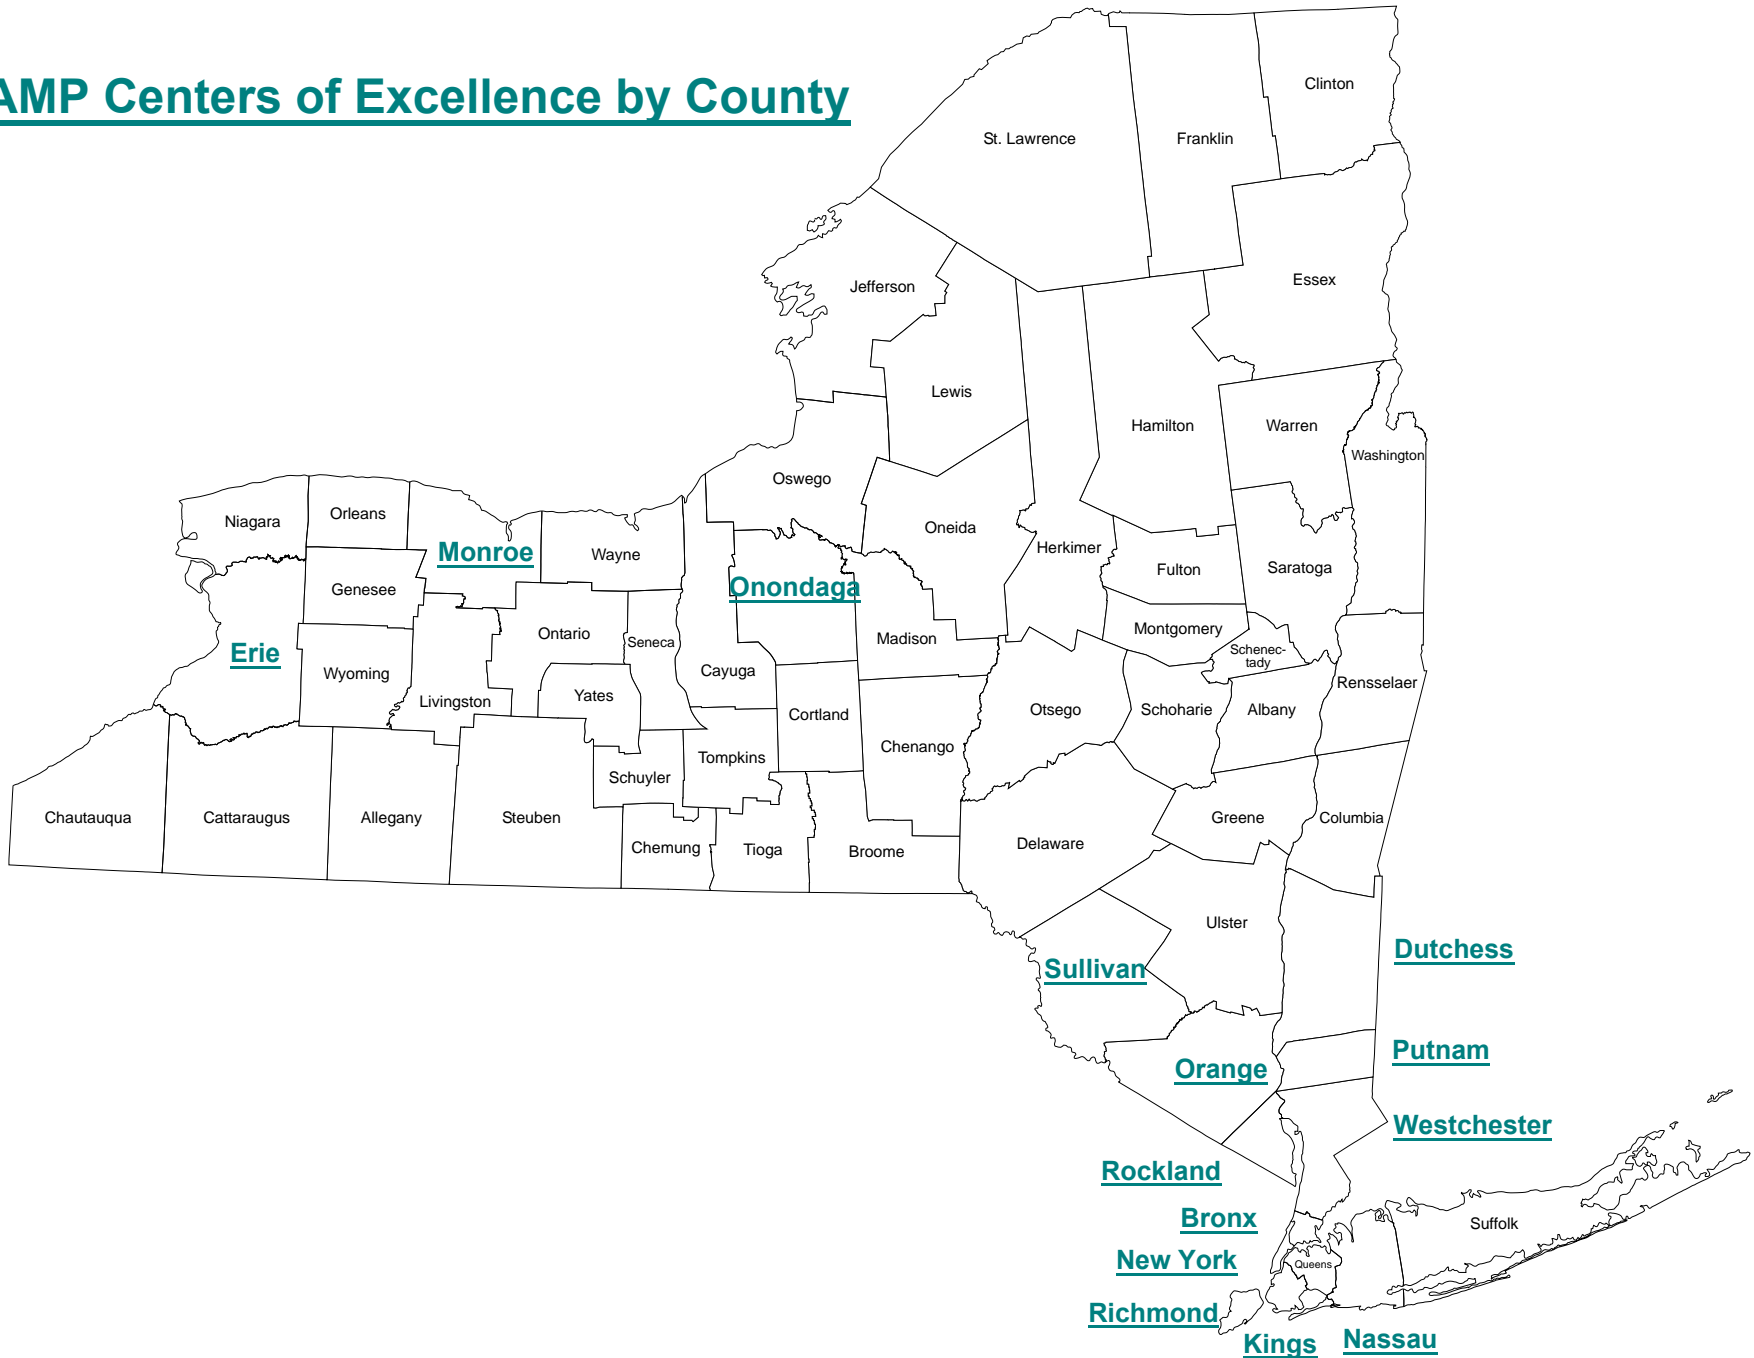 AMP Centers of Excellence by County
Clinton
St. Lawrence
Franklin
Essex
Jefferson
Lewis
Hamilton
Warren
Washington
Oswego
Niagara
Orleans
Oneida
Monroe
Wayne
Herkimer
Saratoga
Fulton
Genesee
Onondaga
Montgomery
Ontario
Seneca
Madison
Erie
Schenec-
tady
Wyoming
Cayuga
Rensselaer
Livingston
Yates
Cortland
Otsego
Schoharie
Albany
Chenango
Tompkins
Schuyler
Chautauqua
Cattaraugus
Allegany
Steuben
Greene
Columbia
Chemung
Tioga
Broome
Delaware
Ulster
Dutchess
Sullivan
Putnam
Orange
Westchester
Rockland
Bronx
Suffolk
New York
Queens
Richmond
Kings
Nassau